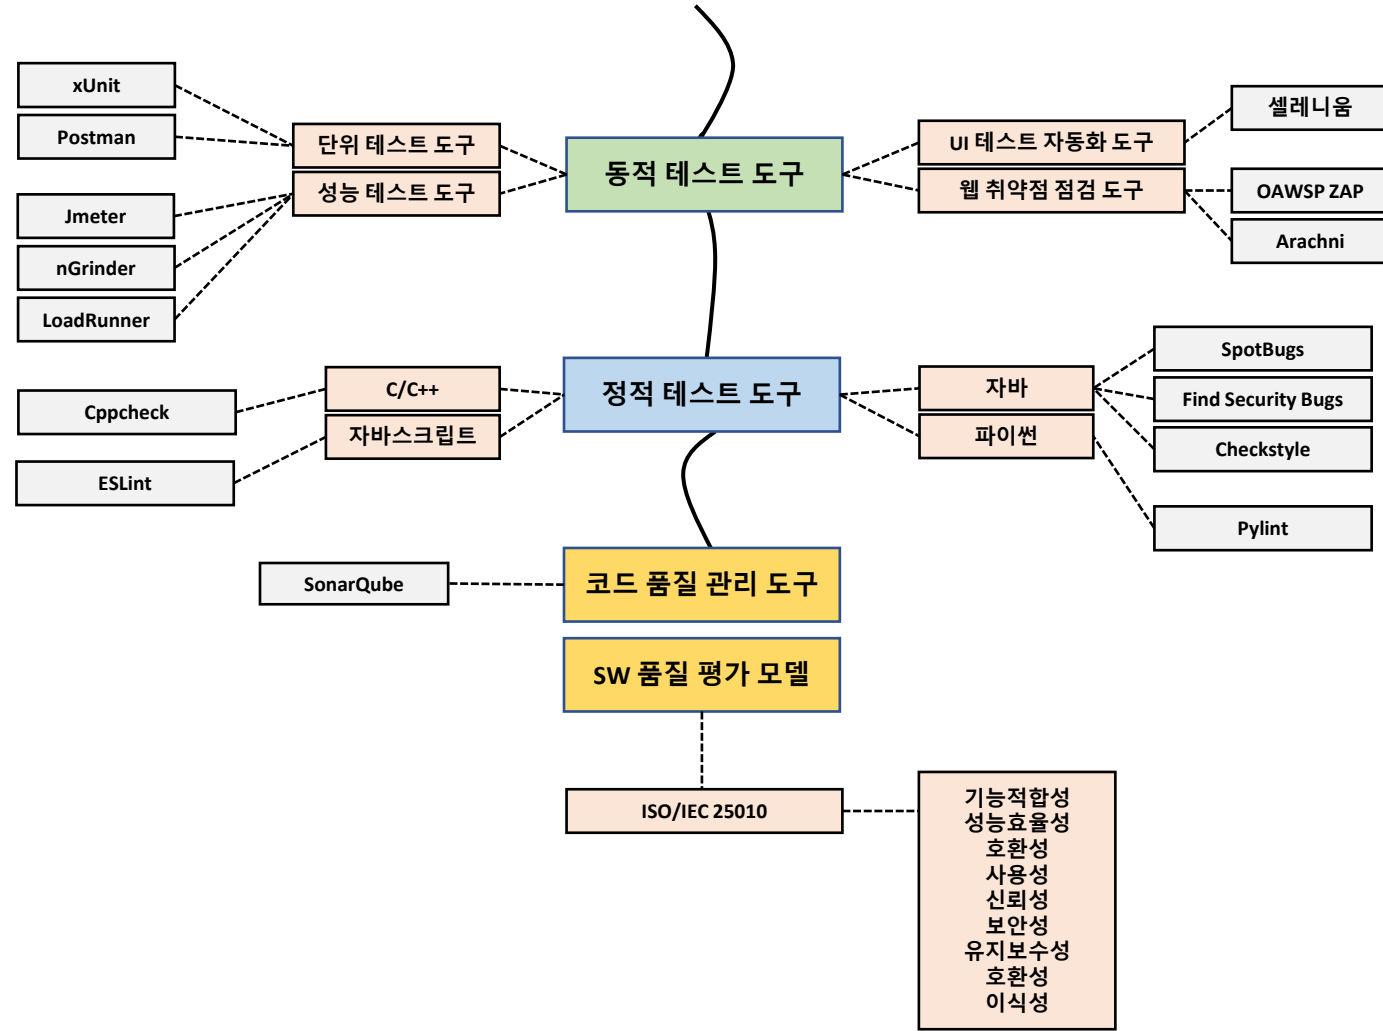 xUnit
Postman
Jmeter
nGrinder
LoadRunner
단위 테스트 도구
성능 테스트 도구
동적 테스트 도구
UI 테스트 자동화 도구
웹 취약점 점검 도구
셀레니움
OAWSP ZAP
Arachni
Cppcheck
ESLint
C/C++
자바스크립트
정적 테스트 도구
자바
파이썬
SpotBugs
Find Security Bugs
Checkstyle
Pylint
SonarQube
코드 품질 관리 도구
SW 품질 평가 모델
ISO/IEC 25010
기능적합성
성능효율성
호환성
사용성
신뢰성
보안성
유지보수성
호환성
이식성